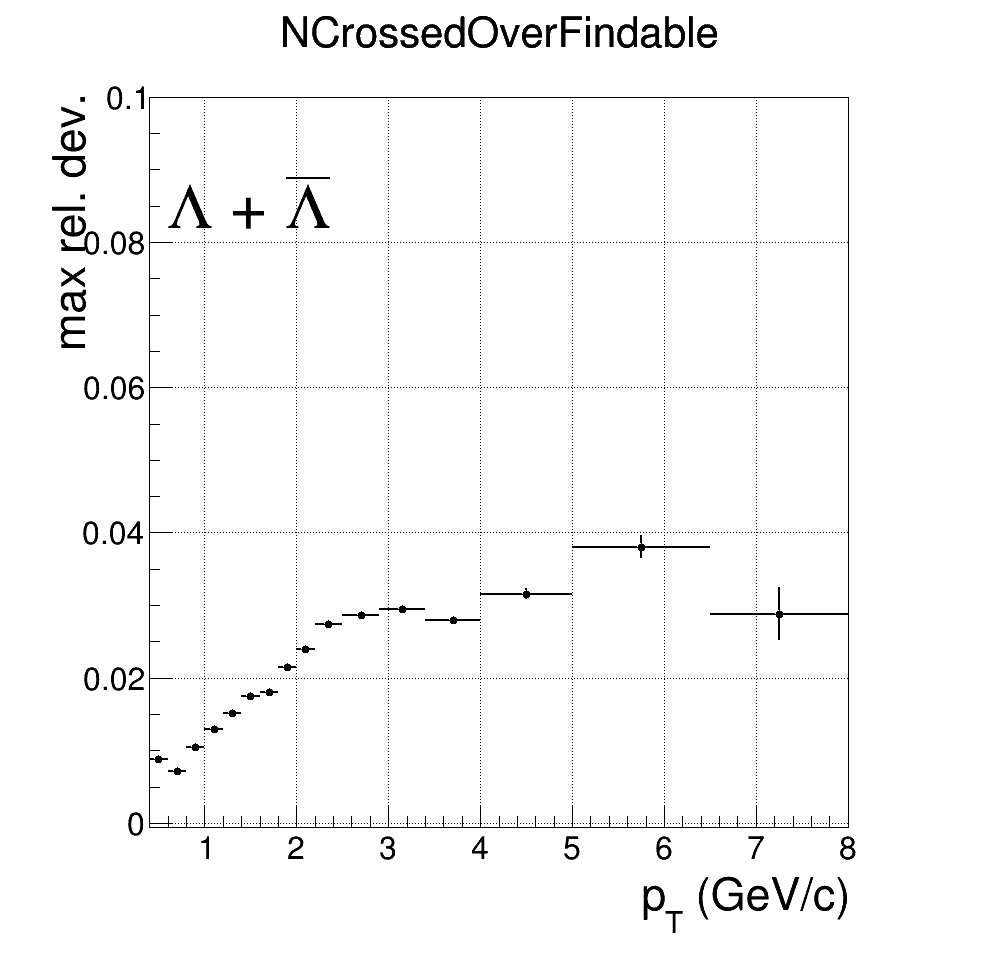 NCrossedOverFindable
max rel. dev.
0.1
0.08
0.06
0.04
0.02
0
Λ + Λ̅
1 2 3 4 5 6 7 8
p_T (GeV/c)